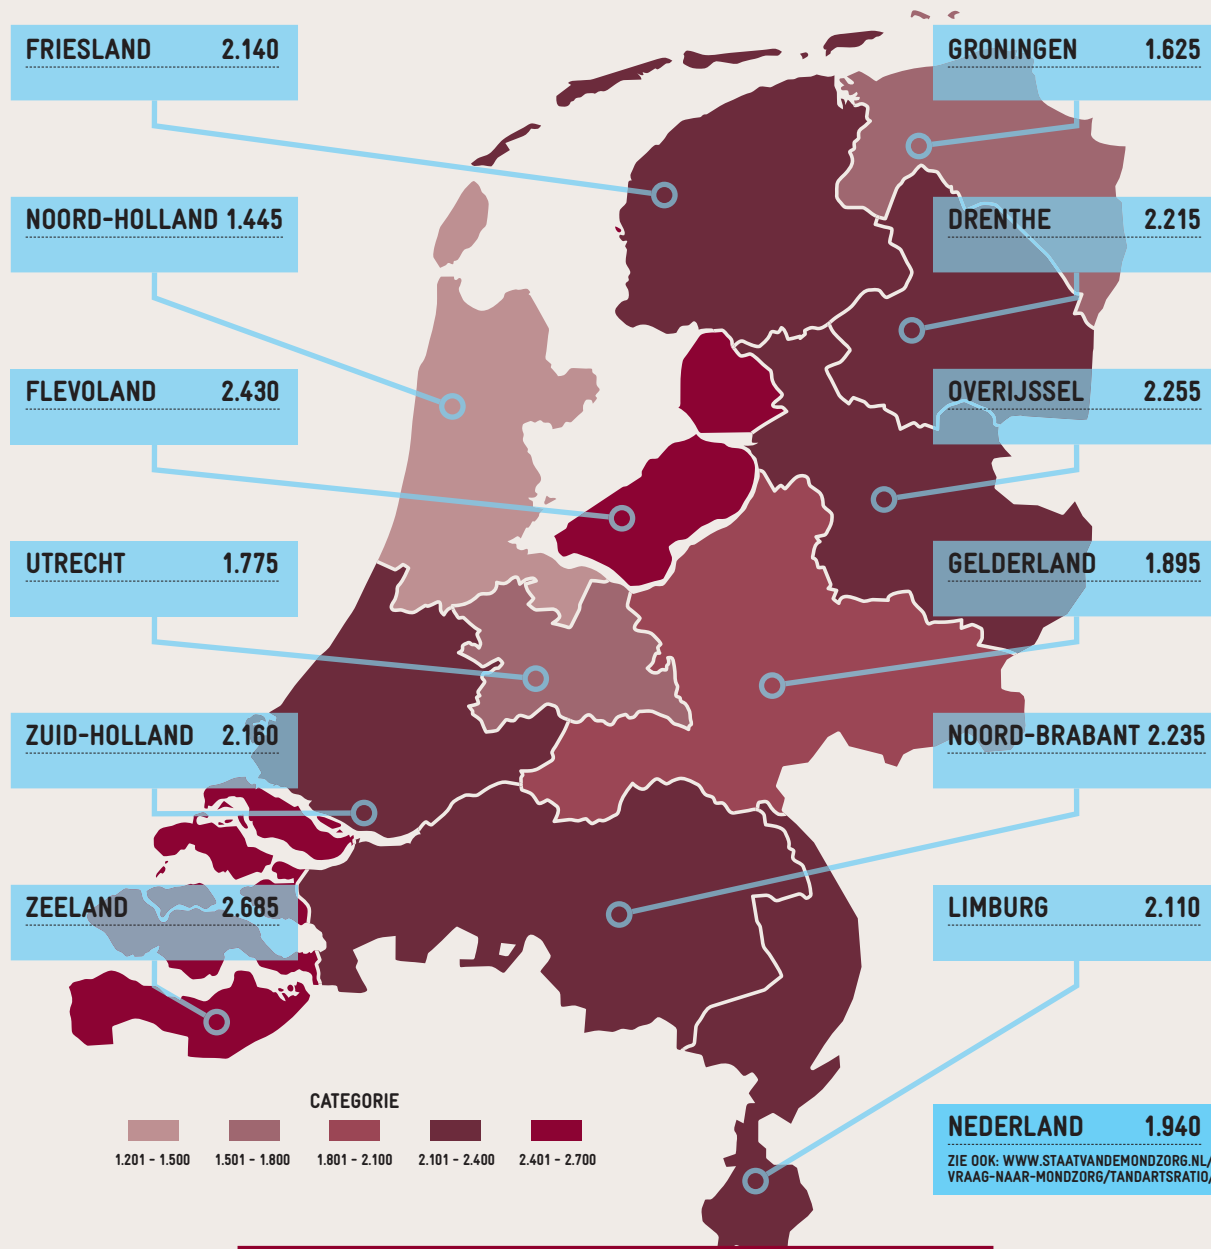 FRIESLAND 2.140
GRONINGEN 1.625
NOORD-HOLLAND 1.445
DRENTHE 2.215
FLEVOLAND 2.430
OVERIJSSEL 2.255
UTRECHT 1.775
GELDERLAND 1.895
ZUID-HOLLAND 2.160
NOORD-BRABANT 2.235
ZEELAND 2.685
LIMBURG 2.110
CATEGORIE
1.201 - 1.500 1.501 - 1.800 1.801 - 2.100 2.101 - 2.400 2.401 - 2.700
NEDERLAND 1.940
ZIE OOK: WWW.STAATVANDEMONDZORG.NL/
VRAAG-NAAR-MONDZORG/TANDARTSRATIO/